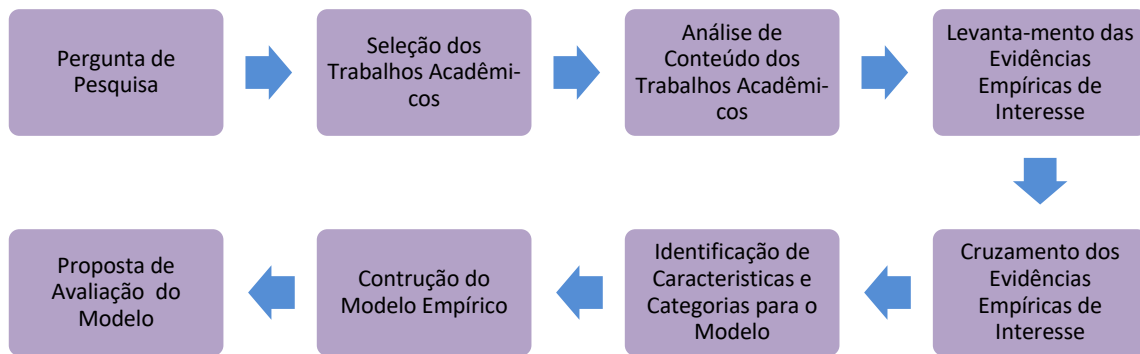 Pergunta de
Pesquisa
Seleção dos
Trabalhos Acadêmi-
cos
Análise de
Conteúdo dos
Trabalhos Acadêmi-
cos
Levanta-mento das
Evidências
Empíricas de
Interesse
Cruzamento dos
Evidências
Empíricas de
Interesse
Identificação de
Caracteristicas e
Categorias para o
Modelo
Contrução do
Modelo Empírico
Proposta de
Avaliação do
Modelo